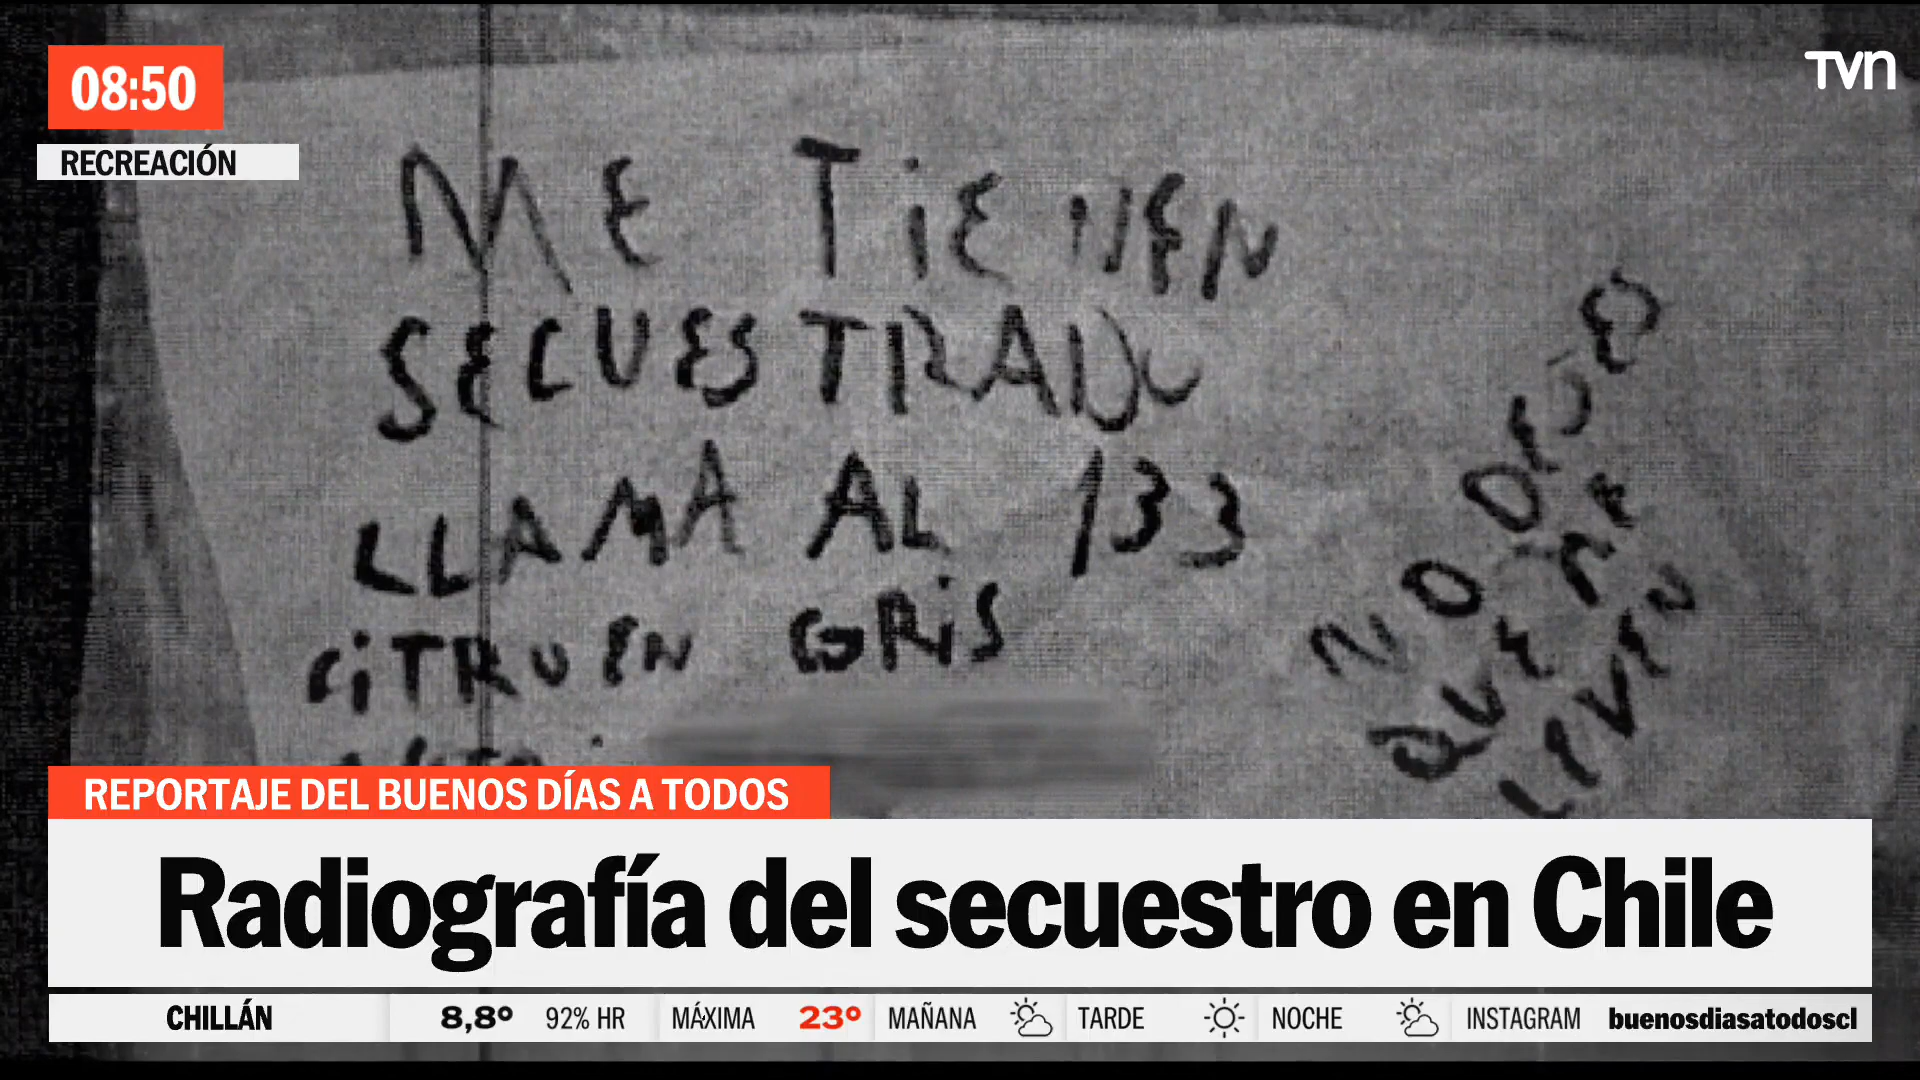 08:50
TVN
RECREACIÓN
ME TiENEN
SECUESTRADO
LLAMA AL 133
CiTROEN GRiS
NO DEJO
QUE ME
LLEVEN
REPORTAJE DEL BUENOS DÍAS A TODOS
Radiografía del secuestro en Chile
CHILLÁN 8,8° 92% HR MÁXIMA 23° MAÑANA TARDE NOCHE INSTAGRAM buenosdiasatodoscl